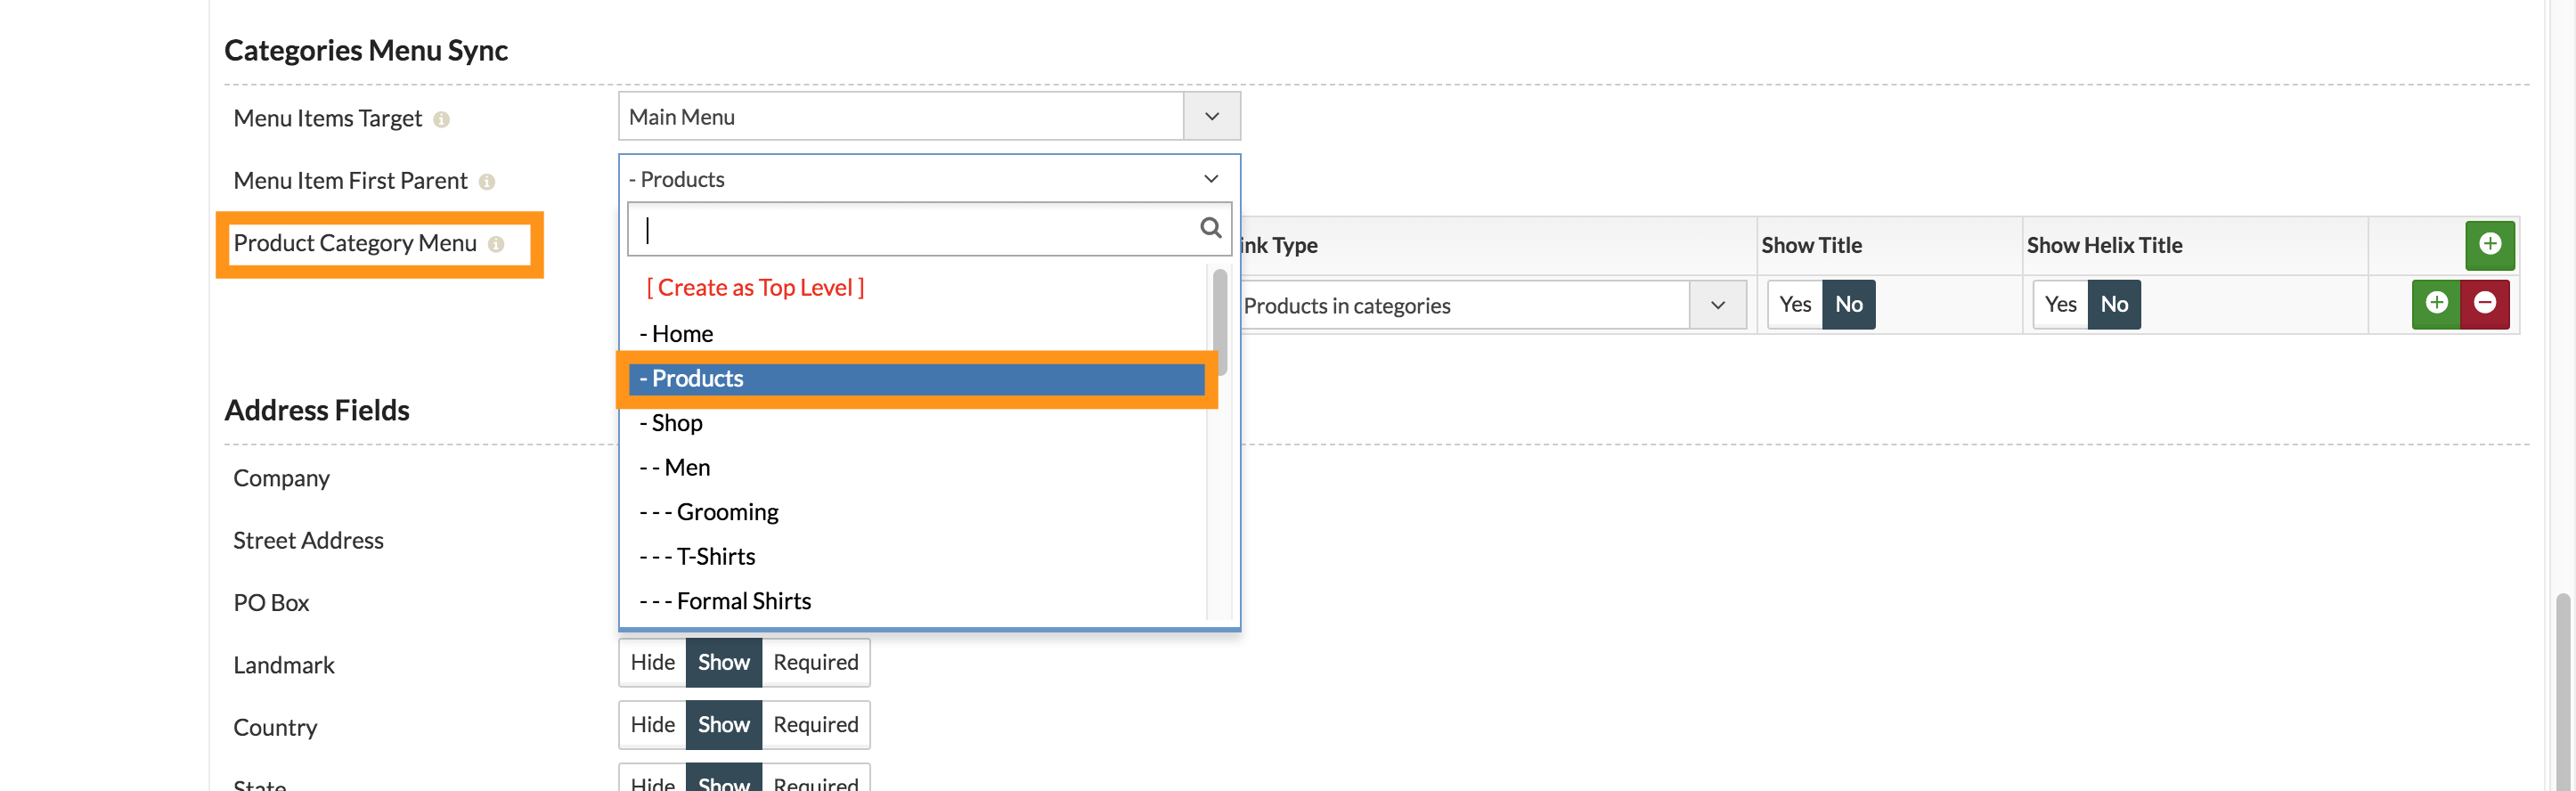 Categories Menu Sync
Menu Items Target
Main Menu
Menu Item First Parent
- Products
Product Category Menu
ink Type
Show Title
Show Helix Title
[ Create as Top Level ]
- Home
Products in categories
Yes No
Yes No
- Products
Address Fields
- Shop
- - Men
Company
- - - Grooming
Street Address
- - - T-Shirts
PO Box
- - - Formal Shirts
Landmark
Hide Show Required
Country
Hide Show Required
State
Hide Show Required